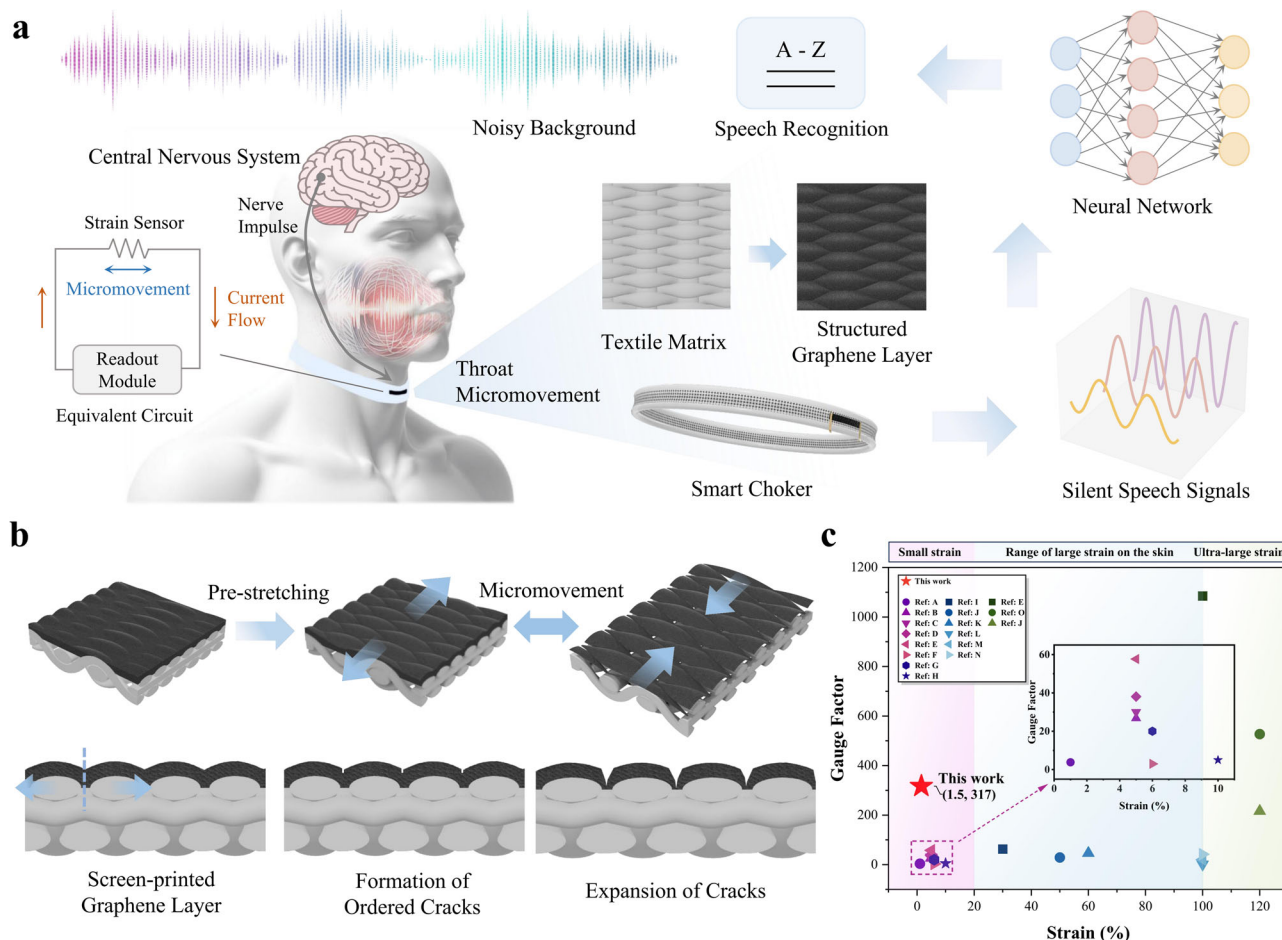 a
Noisy Background
A - Z
Speech Recognition
Neural Network
Central Nervous System
Nerve
Impulse
Strain Sensor
Micromovement
Current
Flow
Readout
Module
Equivalent Circuit
Throat
Micromovement
Textile Matrix
Structured
Graphene Layer
Smart Choker
Silent Speech Signals
b
Pre-stretching
Micromovement
Screen-printed
Graphene Layer
Formation of
Ordered Cracks
Expansion of Cracks
c
Small strain
Range of large strain on the skin
Ultra-large strain
Gauge Factor
1200
1000
800
600
400
200
0
This work
Ref: A Ref: I Ref: E
Ref: B Ref: J Ref: O
Ref: C Ref: K Ref: J
Ref: D Ref: L
Ref: E Ref: M
Ref: F Ref: N
Ref: G
Ref: H
This work
(1.5, 317)
Gauge Factor
60
40
20
0
0 2 4 6 8 10
Strain (%)
0 20 40 60 80 100 120
Strain (%)